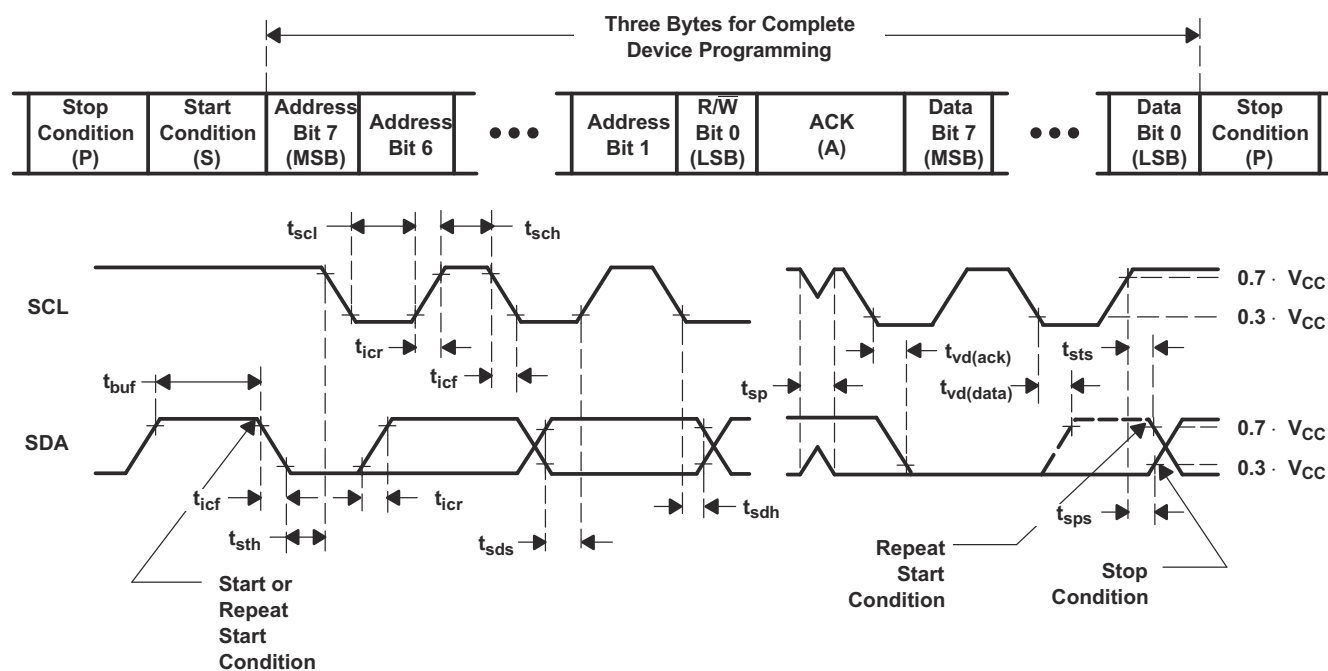 Three Bytes for Complete
Device Programming
Stop
Condition
(P)
Start
Condition
(S)
Address
Bit 7
(MSB)
Address
Bit 6
•••
Address
Bit 1
R/W̅
Bit 0
(LSB)
ACK
(A)
Data
Bit 7
(MSB)
•••
Data
Bit 0
(LSB)
Stop
Condition
(P)
tscl
tsch
SCL
0.7 · VCC
0.3 · VCC
ticr
ticf
tbuf
tsp
tvd(ack)
tvd(data)
tsts
SDA
0.7 · VCC
0.3 · VCC
ticf
ticr
tsth
tsds
tsdh
tsps
Start or
Repeat
Start
Condition
Repeat
Start
Condition
Stop
Condition